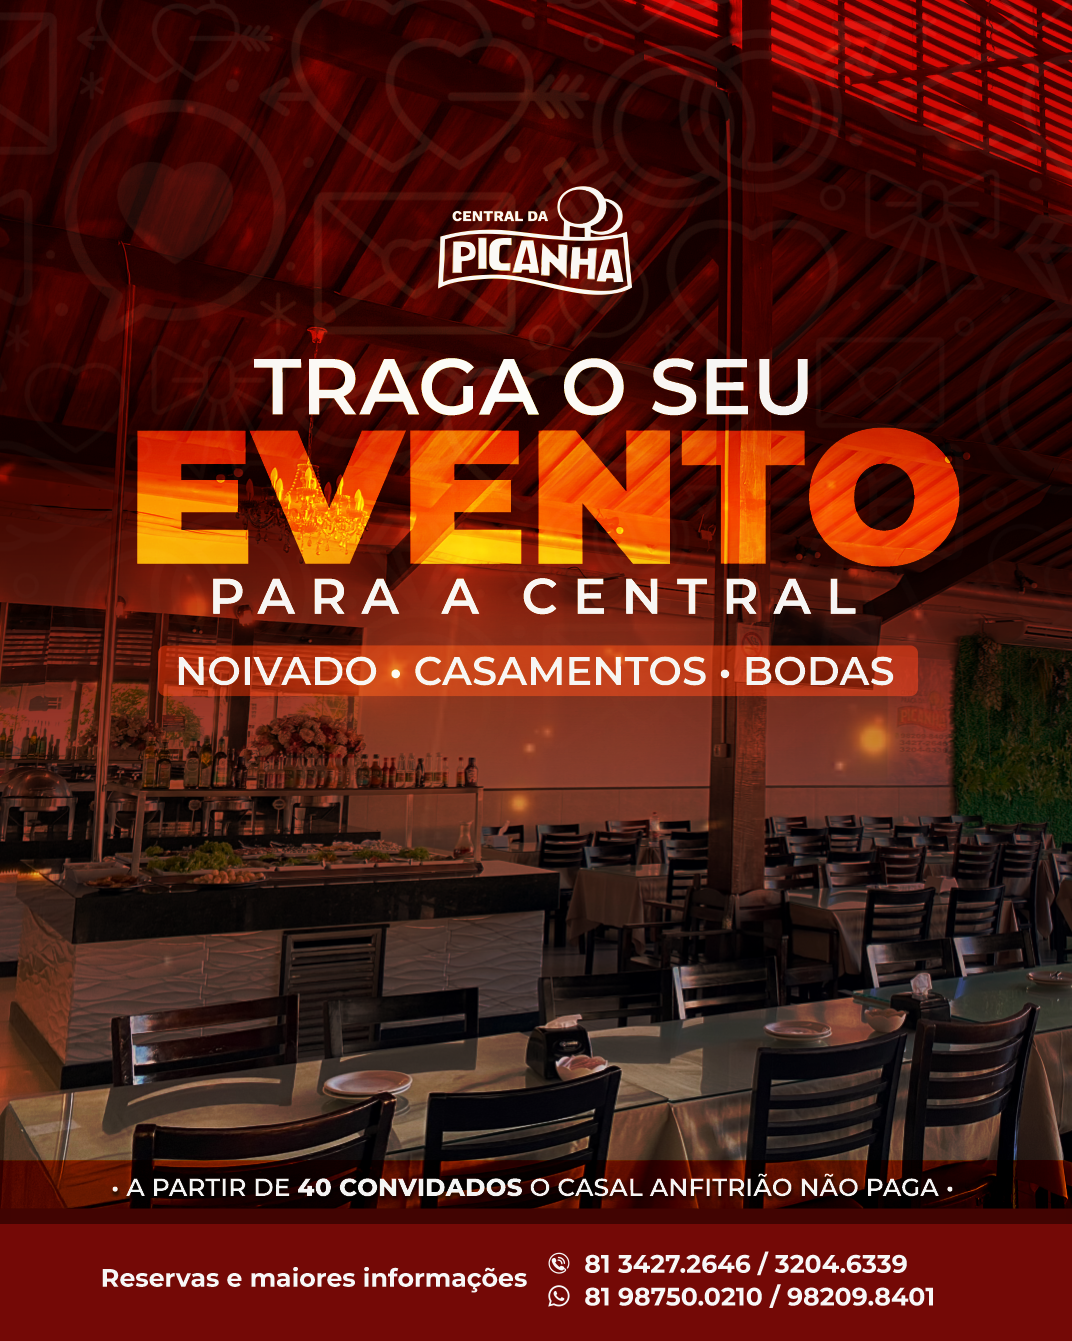 CENTRAL DA
PICANHA
TRAGA O SEU
EVENTO
PARA A CENTRAL
NOIVADO • CASAMENTOS • BODAS
• A PARTIR DE 40 CONVIDADOS O CASAL ANFITRIÃO NÃO PAGA •
Reservas e maiores informações
81 3427.2646 / 3204.6339
81 98750.0210 / 98209.8401